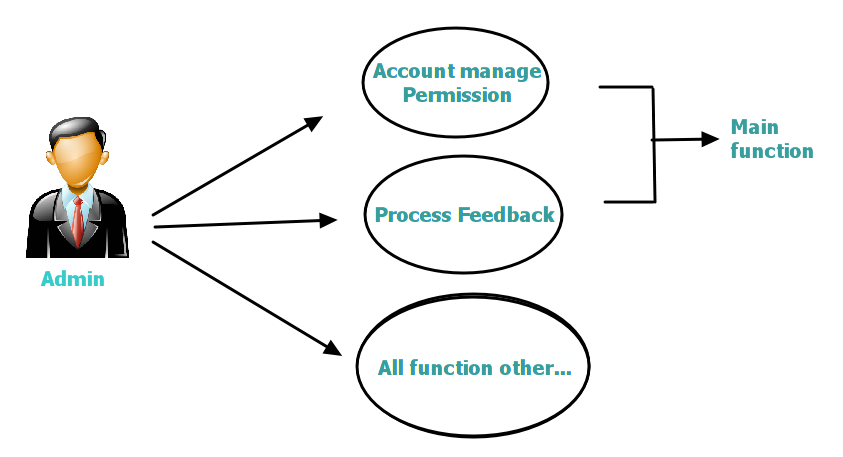 Account manage
Permission
Main
function
Process Feedback
Admin
All function other...